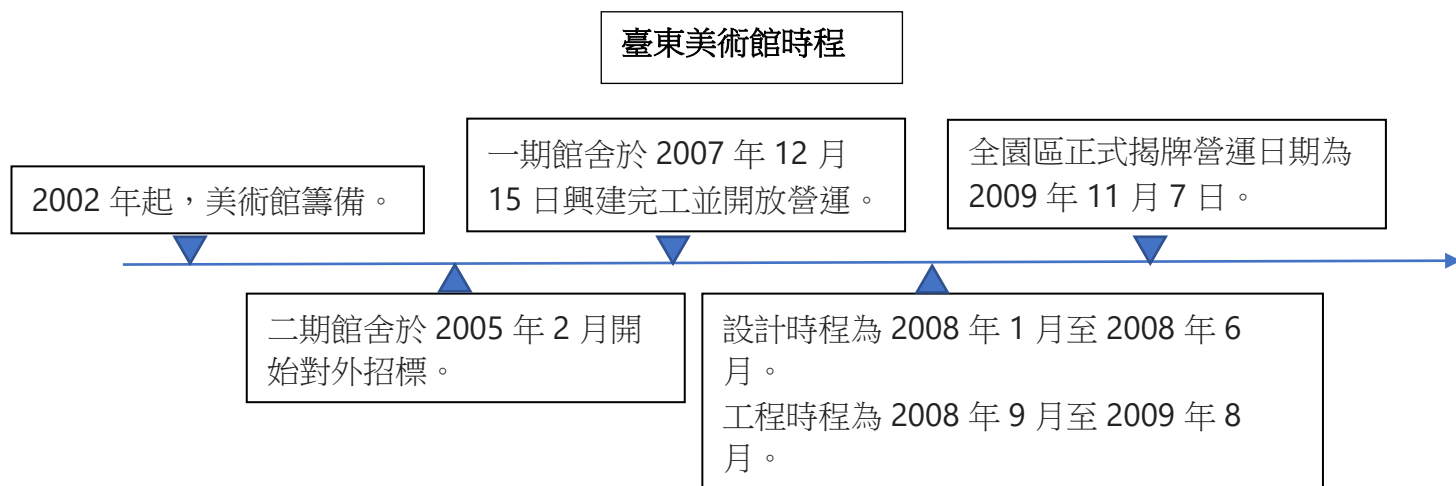 臺東美術館時程
2002 年起，美術館籌備。
二期館舍於 2005 年 2 月開
始對外招標。
一期館舍於 2007 年 12 月
15 日興建完工並開放營運。
設計時程為 2008 年 1 月至 2008 年 6
月。
工程時程為 2008 年 9 月至 2009 年 8
月。
全園區正式揭牌營運日期為
2009 年 11 月 7 日。